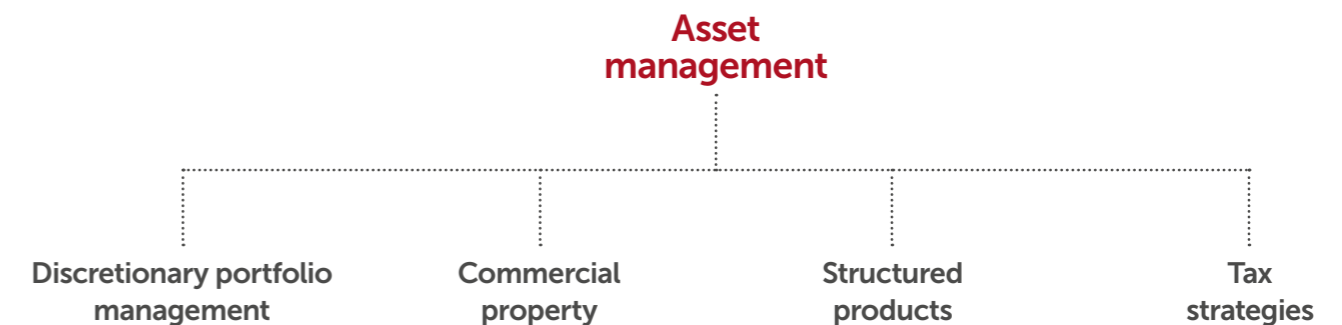 Asset
management
Discretionary portfolio
management
Commercial
property
Structured
products
Tax
strategies